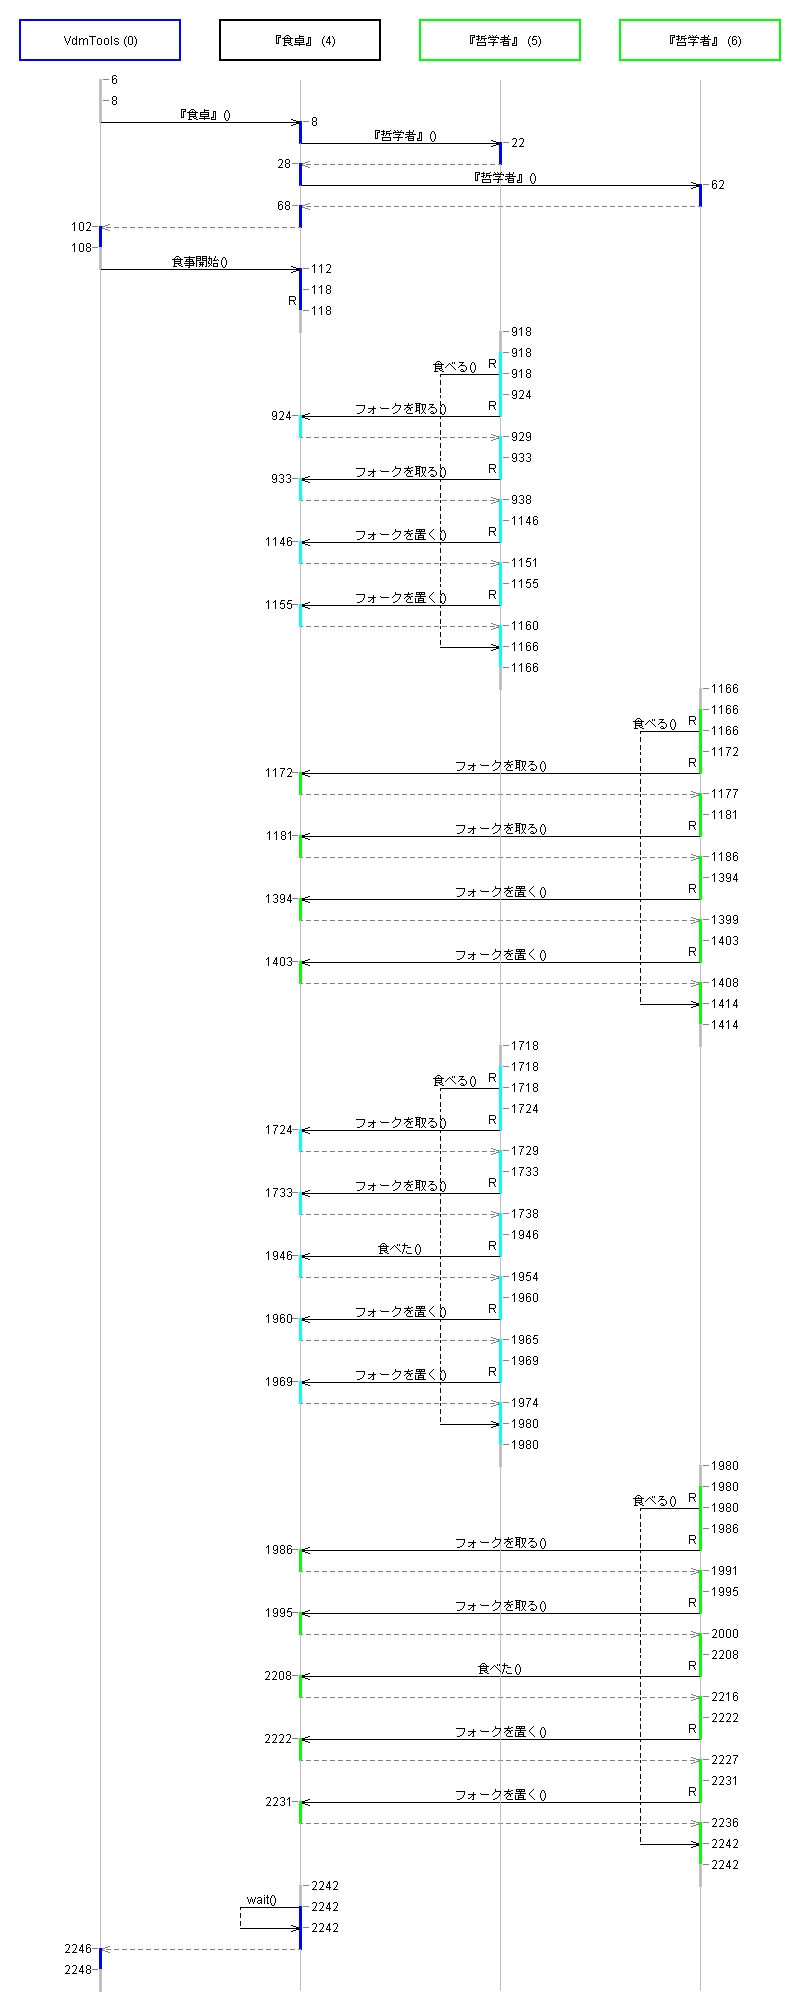 VdmTools (0) 『食卓』 (4) 『哲学者』 (5) 『哲学者』 (6)
6
8
『食卓』() 8
『哲学者』() 22
28
『哲学者』() 62
68
102
108
食事開始() 112
118
R
118
918
918
R
食べる() 918
924
R
924 フォークを取る()
929
933
R
933 フォークを取る()
938
1146
R
1146 フォークを置く()
1151
1155
R
1155 フォークを置く()
1160
1166
1166
1166
1166
R
食べる() 1166
1172
R
1172 フォークを取る()
1177
1181
R
1181 フォークを取る()
1186
1394
R
1394 フォークを置く()
1399
1403
R
1403 フォークを置く()
1408
1414
1414
1718
1718
R
食べる() 1718
1724
R
1724 フォークを取る()
1729
1733
R
1733 フォークを取る()
1738
1946
R
1946 食べた()
1954
1960
R
1960 フォークを置く()
1965
1969
R
1969 フォークを置く()
1974
1980
1980
1980
1980
R
食べる() 1980
1986
R
1986 フォークを取る()
1991
1995
R
1995 フォークを取る()
2000
2208
R
2208 食べた()
2216
2222
R
2222 フォークを置く()
2227
2231
R
2231 フォークを置く()
2236
2242
2242
2242
wait() 2242
2242
2246
2248